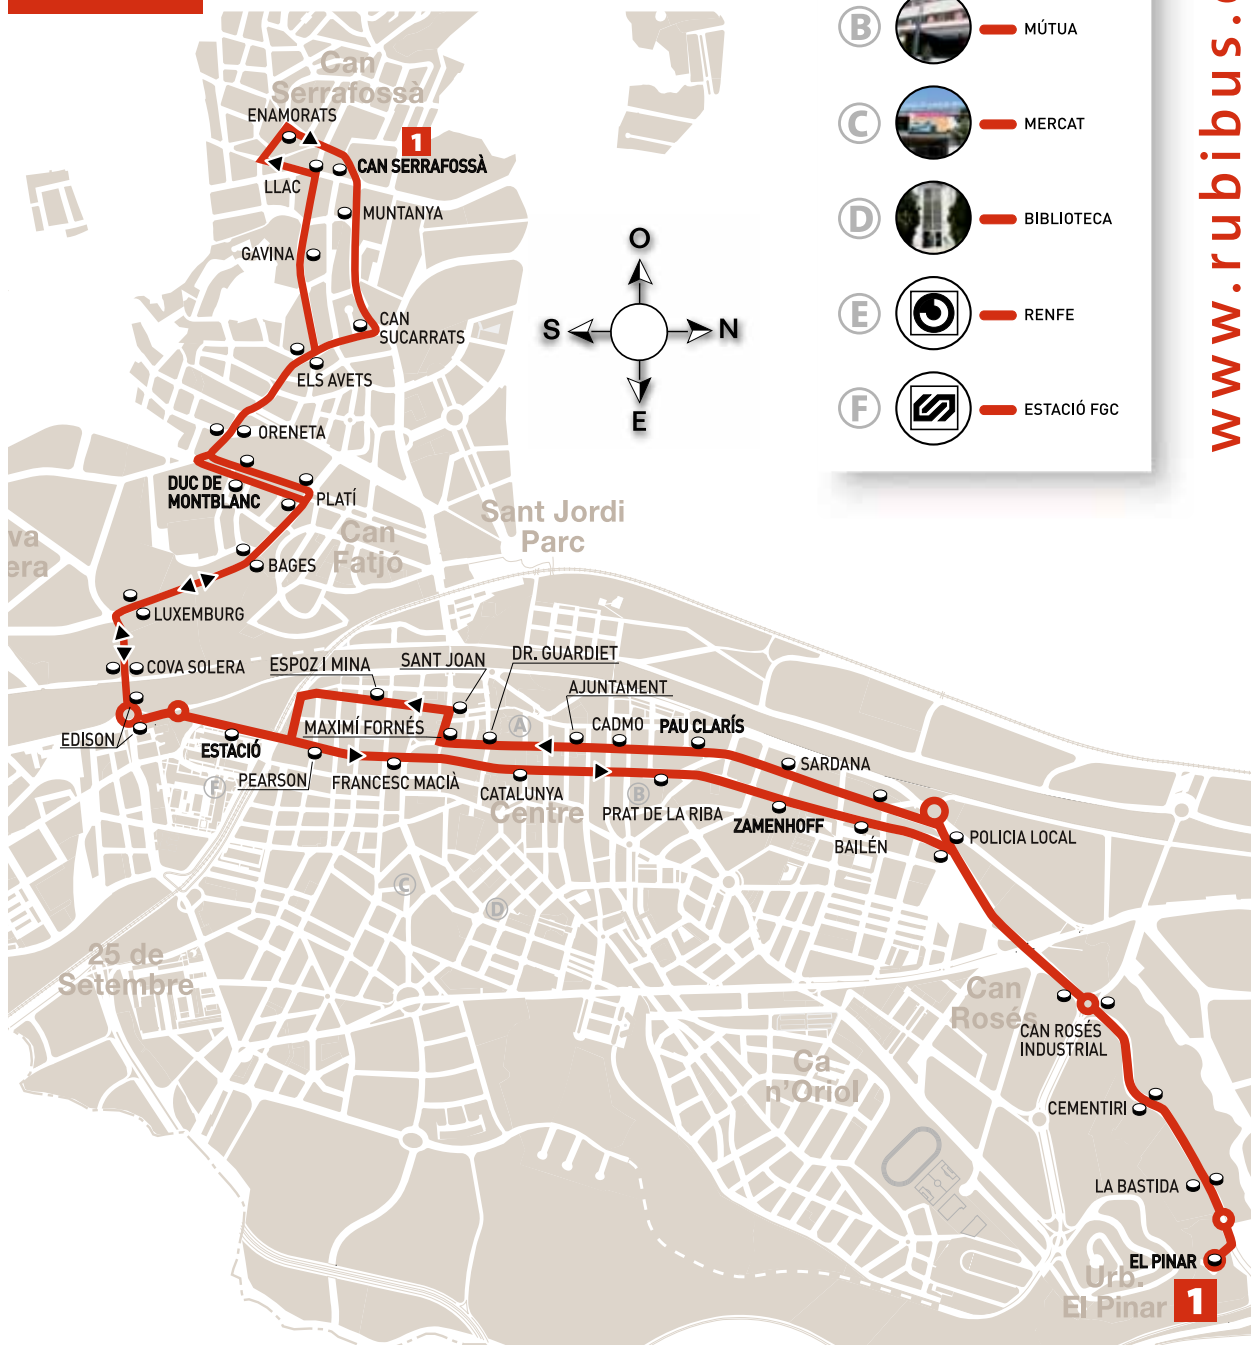 B
MÚTUA
C
MERCAT
D
BIBLIOTECA
E
RENFE
F
ESTACIÓ FGC
www.rubibus.
Can
Serrafossà
ENAMORATS
1
CAN SERRAFOSSÀ
LLAC
MUNTANYA
GAVINA
CAN
SUCARRATS
ELS AVETS
O
S
N
E
ORENETA
DUC DE
MONTBLANC
PLATÍ
Sant Jordi
Parc
Can
Fatjó
va
era
BAGES
LUXEMBURG
COVA SOLERA
ESPOZ I MINA
SANT JOAN
DR. GUARDIET
AJUNTAMENT
MAXIMÍ FORNÉS
A
CADMO
PAU CLARÍS
EDISON
ESTACIÓ
PEARSON
F
FRANCESC MACIÀ
CATALUNYA
Centre
B
PRAT DE LA RIBA
SARDANA
ZAMENHOFF
BAILÉN
POLICIA LOCAL
C
D
25 de
Setembre
Can
Rosés
CAN ROSÉS
INDUSTRIAL
Ca
n'Oriol
CEMENTIRI
LA BASTIDA
EL PINAR
Urb.
El Pinar
1